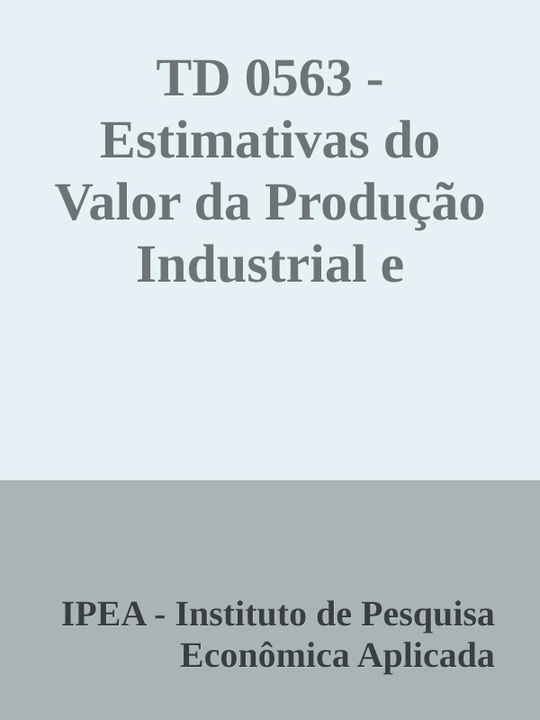 TD 0563 -
Estimativas do
Valor da Produção
Industrial e
IPEA - Instituto de Pesquisa
Econômica Aplicada